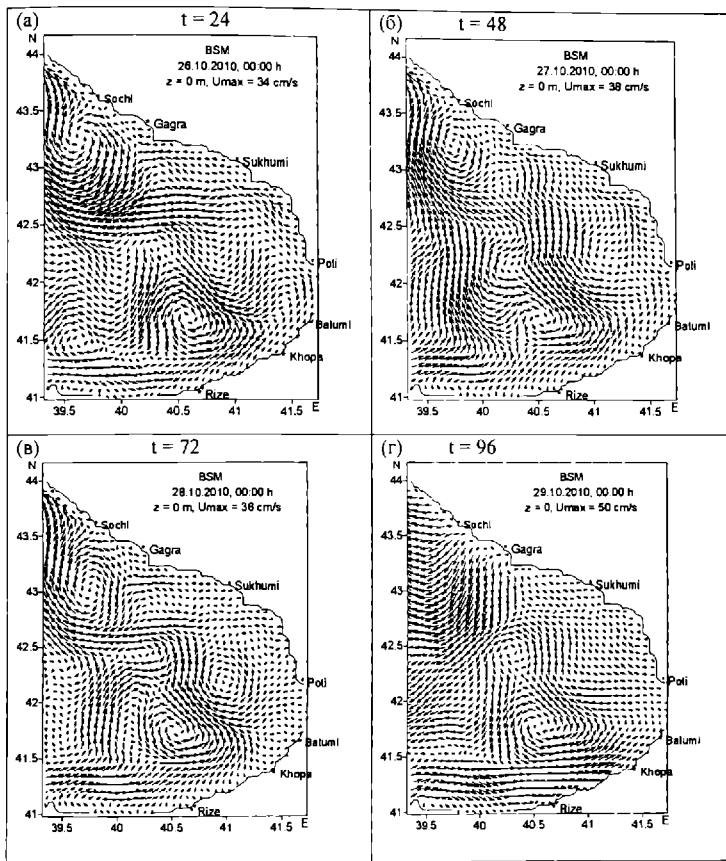 (а) t = 24
N
44
BSM
26.10.2010, 00:00 h
z = 0 m, Umax = 34 cm/s
Sochi
43.5
Gagra
43
Sukhumi
42.5
Poli
42
Batumi
41.5
Khopa
Rize
41
39.5 40 40.5 41 41.5
E
(б) t = 48
N
44
BSM
27.10.2010, 00:00 h
z = 0 m, Umax = 38 cm/s
Sochi
43.5
Gagra
43
Sukhumi
42.5
Poli
42
Batumi
41.5
Khopa
Rize
41
39.5 40 40.5 41 41.5
E
(в) t = 72
N
44
BSM
28.10.2010, 00:00 h
z = 0 m, Umax = 36 cm/s
Sochi
43.5
Gagra
43
Sukhumi
42.5
Poli
42
Batumi
41.5
Khopa
Rize
41
39.5 40 40.5 41 41.5
E
(г) t = 96
N
44
BSM
29.10.2010, 00:00 h
z = 0, Umax = 50 cm/s
Sochi
43.5
Gagra
43
Sukhumi
42.5
Poli
42
Batumi
41.5
Khopa
Rize
41
39.5 40 40.5 41 41.5
E